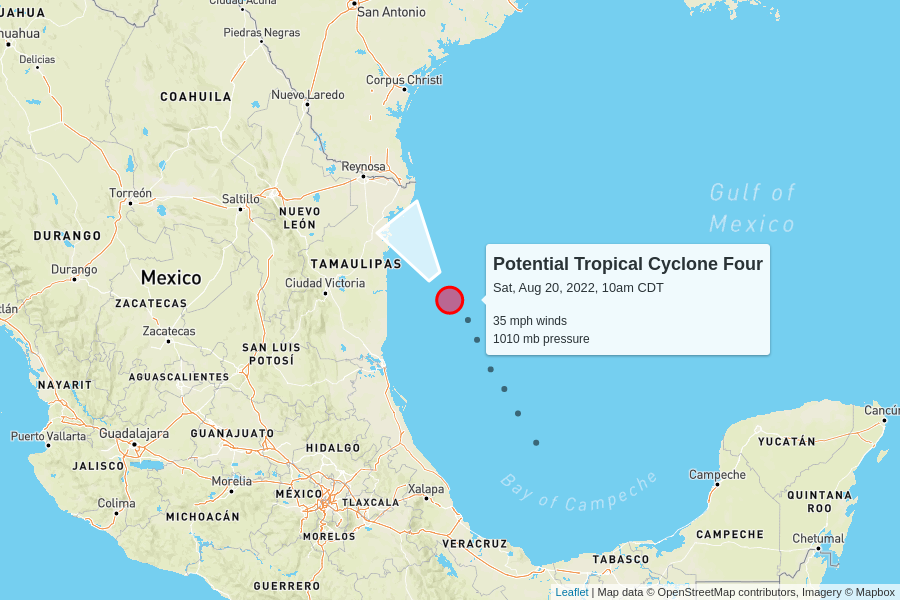 Ciudad Acuña
San Antonio
Piedras Negras
Delicias
Corpus Christi
COAHUILA
Nuevo Laredo
Reynosa
Torreón
Saltillo
NUEVO
LEÓN
Gulf of
Mexico
DURANGO
Durango
Mexico
TAMAULIPAS
Ciudad Victoria
ZACATECAS
Zacatecas
Potential Tropical Cyclone Four
Sat, Aug 20, 2022, 10am CDT
35 mph winds
1010 mb pressure
SAN LUIS
POTOSÍ
AGUASCALIENTES
NAYARIT
Puerto Vallarta
Guadalajara
GUANAJUATO
HIDALGO
JALISCO
Morelia
MÉXICO
TLAXCALA
Xalapa
Colima
MICHOACÁN
MORELOS
VERACRUZ
GUERRERO
Bay of Campeche
Cancún
YUCATÁN
Campeche
QUINTANA
ROO
CAMPECHE
Chetumal
TABASCO
Leaflet | Map data © OpenStreetMap contributors, Imagery © Mapbox